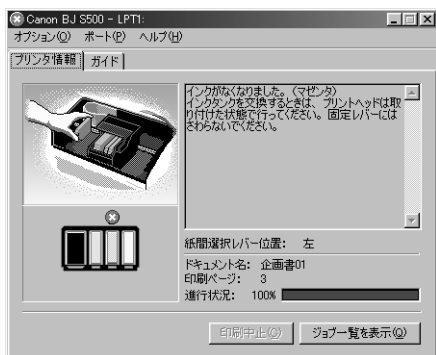 Canon BJ S500 - LPT1:
オプション(O) ポート(P) ヘルプ(H)
プリンタ情報 ガイド
インクがなくなりました。(マゼンタ)
インクタンクを交換するときは、プリントヘッドは取
り付けた状態で行ってください。固定レバーには
さわらないでください。
紙間選択レバー位置: 左
ドキュメント名: 企画書01
印刷ページ: 3
進行状況: 100%
印刷中止(C) ジョブ一覧を表示(Q)